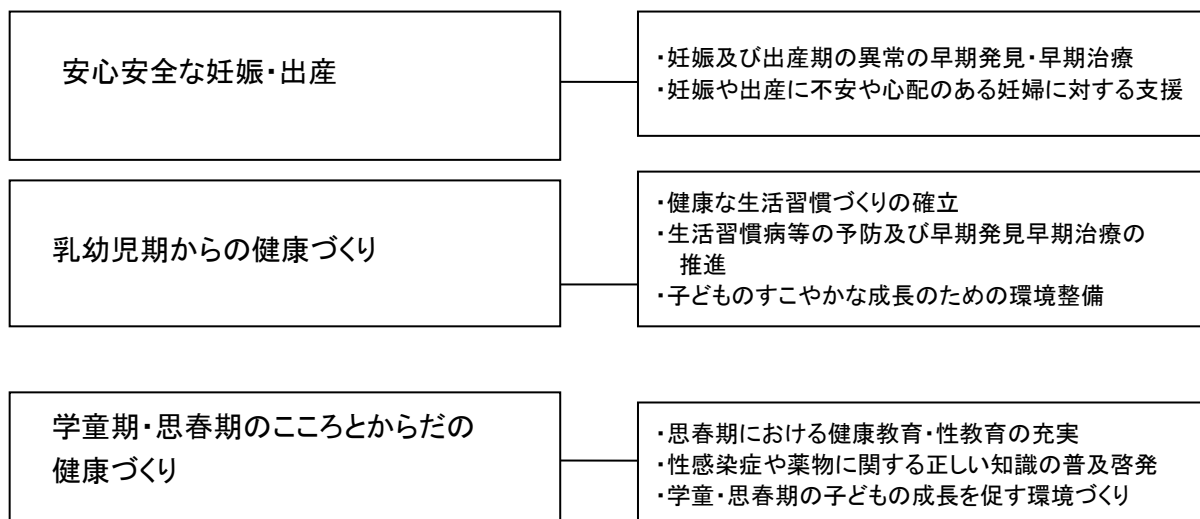 安心安全な妊娠・出産
・妊娠及び出産期の異常の早期発見・早期治療
・妊娠や出産に不安や心配のある妊婦に対する支援
乳幼児期からの健康づくり
・健康な生活習慣づくりの確立
・生活習慣病等の予防及び早期発見早期治療の
推進
・子どものすこやかな成長のための環境整備
学童期・思春期のこころとからだの
健康づくり
・思春期における健康教育・性教育の充実
・性感染症や薬物に関する正しい知識の普及啓発
・学童・思春期の子どもの成長を促す環境づくり